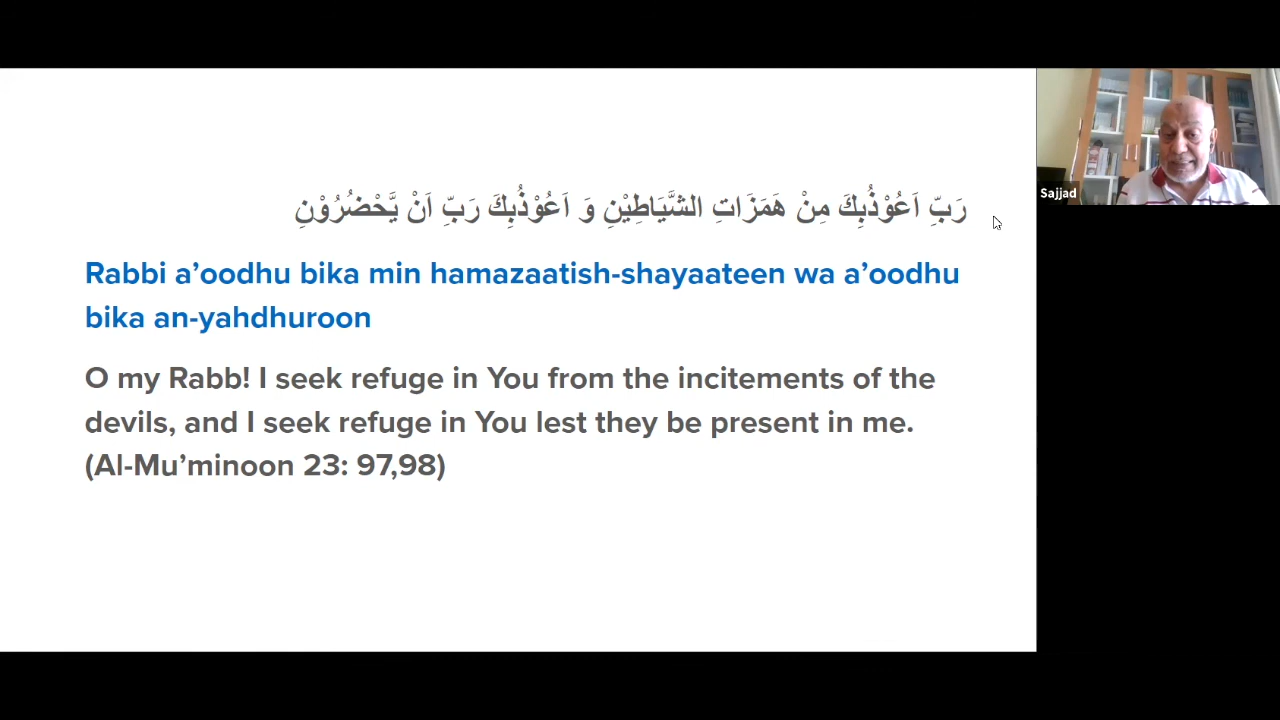 رَبِّ اَعُوْذُبِكَ مِنْ هَمَزَاتِ الشَّيَاطِيْنِ وَ اَعُوْذُبِكَ رَبِّ اَنْ يَّحْضُرُوْنِ
Rabbi a’oodhu bika min hamazaatish-shayaateen wa a’oodhu
bika an-yahdhuroon
O my Rabb! I seek refuge in You from the incitements of the
devils, and I seek refuge in You lest they be present in me.
(Al-Mu’minoon 23: 97,98)
Sajjad